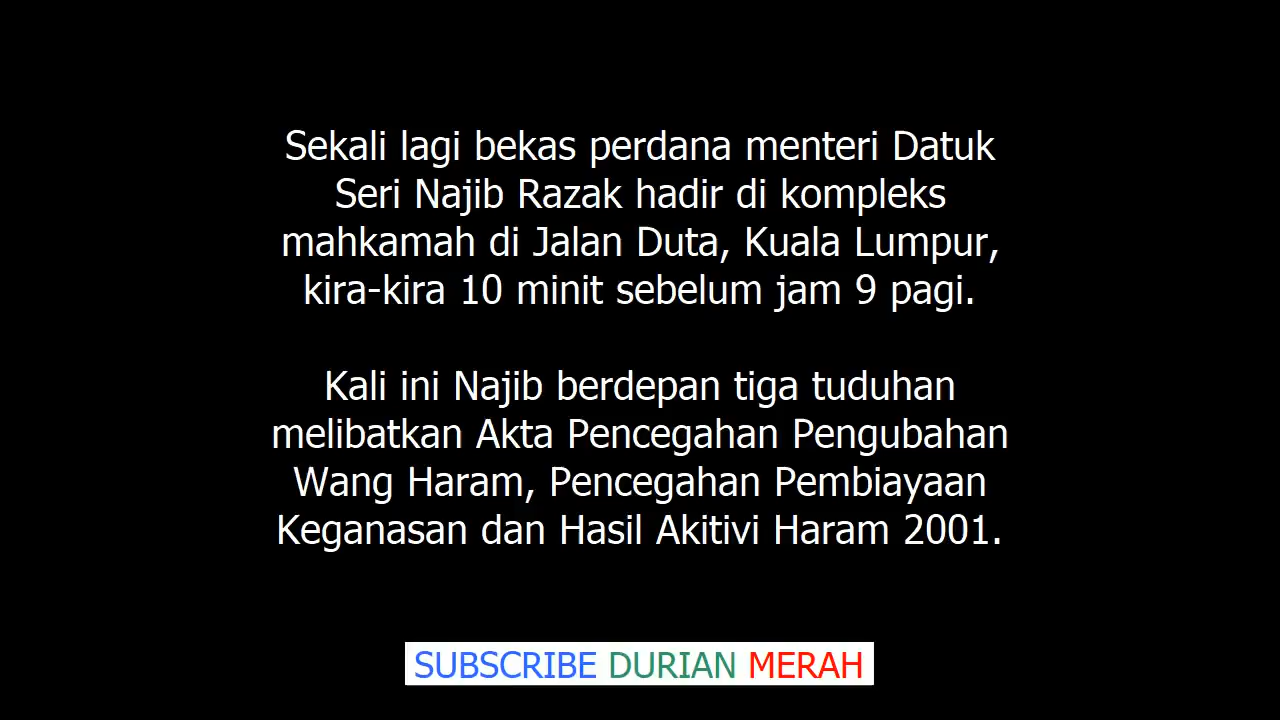 Sekali lagi bekas perdana menteri Datuk
Seri Najib Razak hadir di kompleks
mahkamah di Jalan Duta, Kuala Lumpur,
kira-kira 10 minit sebelum jam 9 pagi.
Kali ini Najib berdepan tiga tuduhan
melibatkan Akta Pencegahan Pengubahan
Wang Haram, Pencegahan Pembiayaan
Keganasan dan Hasil Akitivi Haram 2001.
SUBSCRIBE DURIAN MERAH